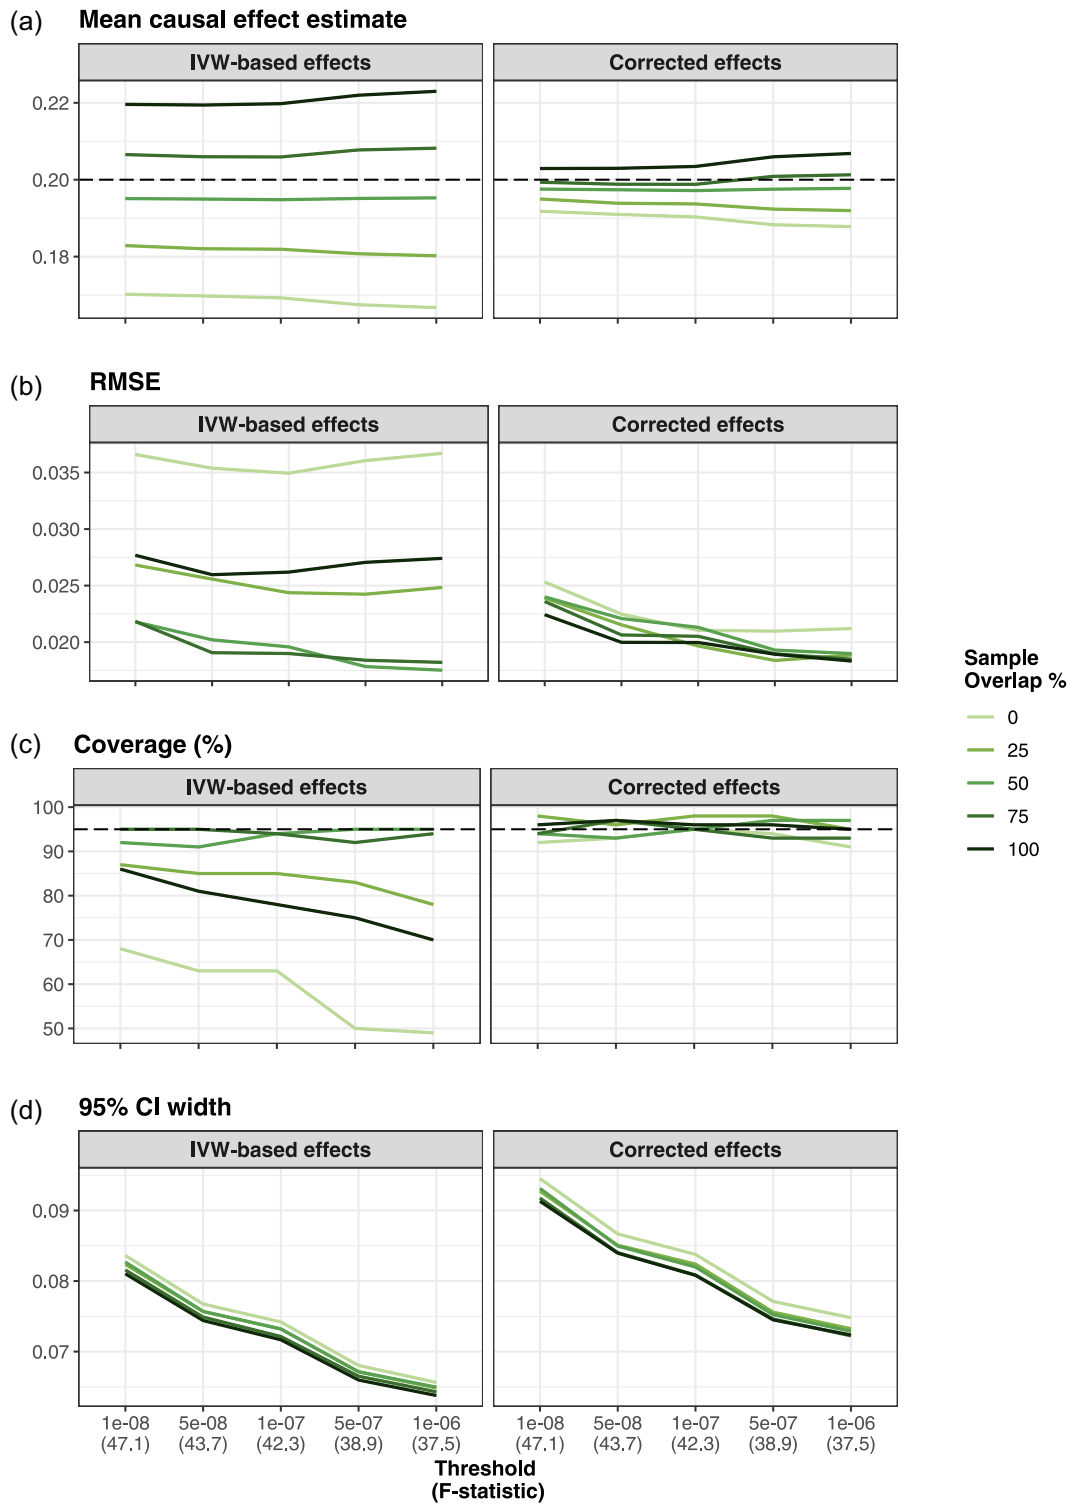 (a) Mean causal effect estimate
IVW-based effects Corrected effects
0.22
0.20
0.18
(b) RMSE
IVW-based effects Corrected effects
0.035
0.030
0.025
0.020
Sample
Overlap %
0
25
50
75
100
(c) Coverage (%)
IVW-based effects Corrected effects
100
90
80
70
60
50
(d) 95% CI width
IVW-based effects Corrected effects
0.09
0.08
0.07
1e-08 5e-08 1e-07 5e-07 1e-06 1e-08 5e-08 1e-07 5e-07 1e-06
(47.1) (43.7) (42.3) (38.9) (37.5) (47.1) (43.7) (42.3) (38.9) (37.5)
Threshold
(F-statistic)